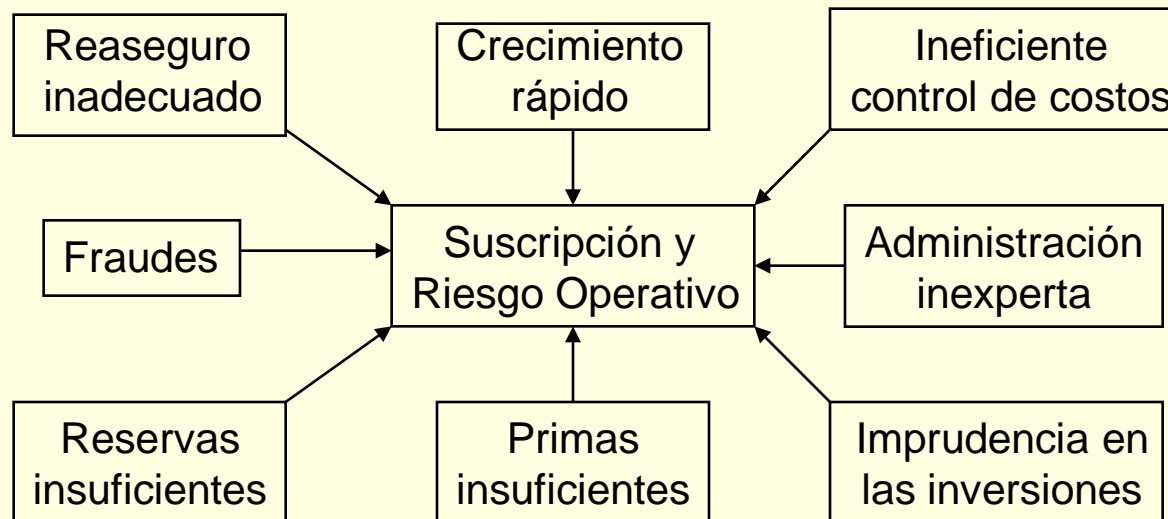 Reaseguro
inadecuado
Crecimiento
rápido
Ineficiente
control de costos
Fraudes
Suscripción y
Riesgo Operativo
Administración
inexperta
Reservas
insuficientes
Primas
insuficientes
Imprudencia en
las inversiones